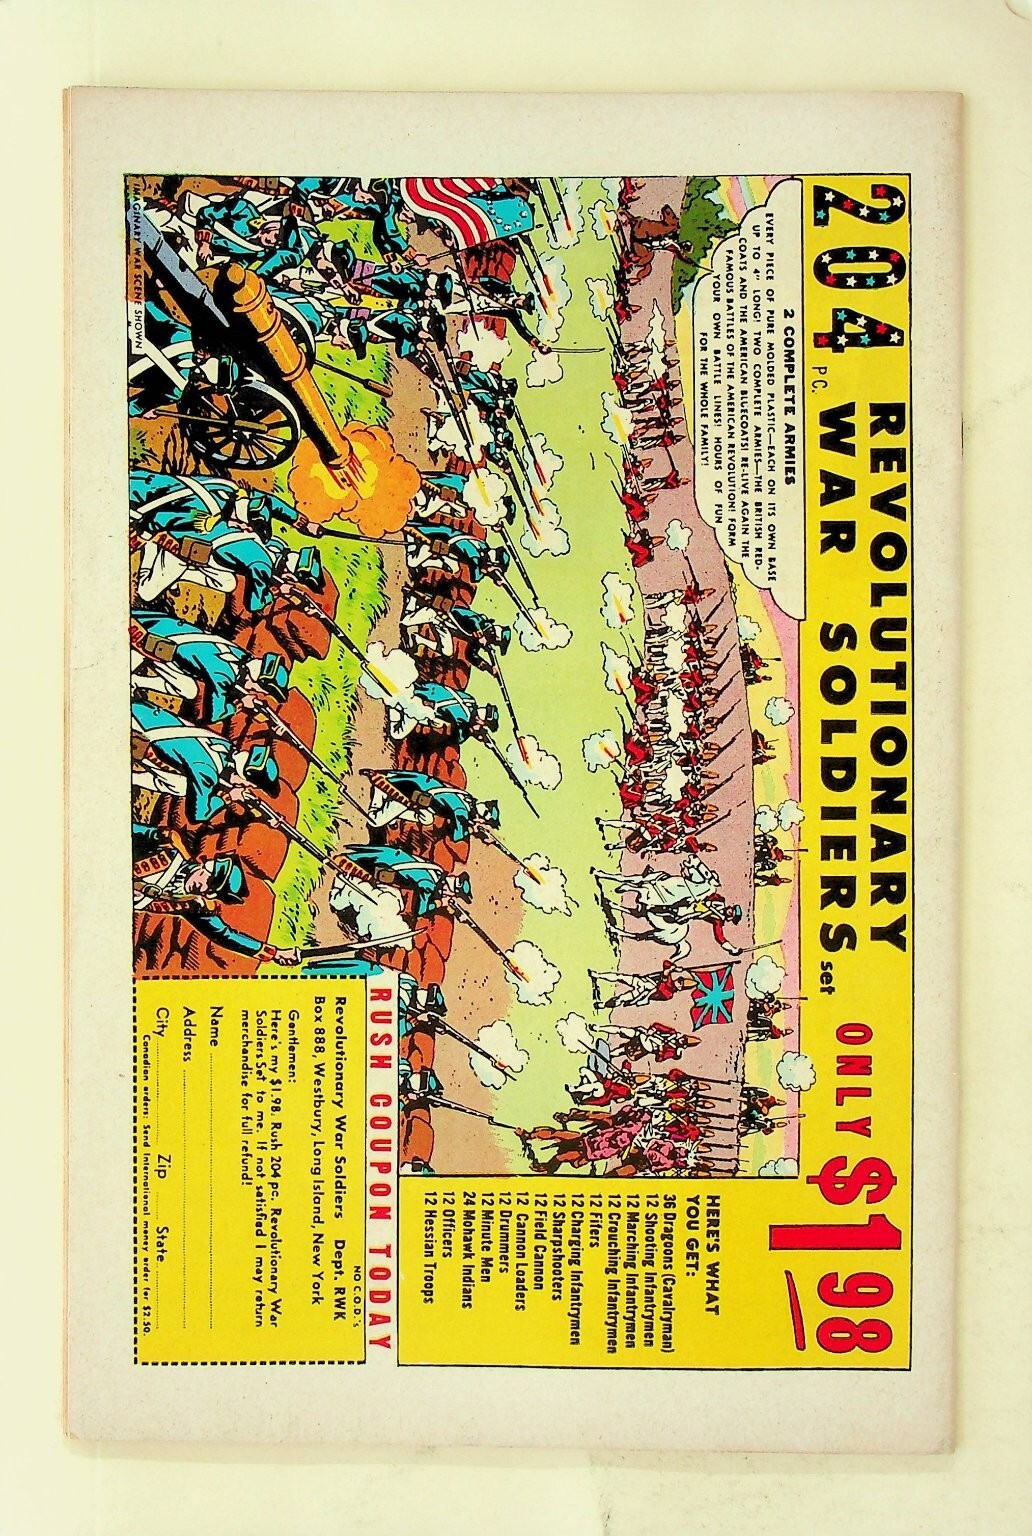 204 PC. REVOLUTIONARY
WAR SOLDIERS set
ONLY $198
2 COMPLETE ARMIES
EVERY PIECE OF PURE MOLDED PLASTIC—EACH ON ITS OWN BASE
UP TO 4" LONG! TWO COMPLETE ARMIES—THE BRITISH RED-
COATS AND THE AMERICAN BLUECOATS! RE-LIVE AGAIN THE
FAMOUS BATTLES OF THE AMERICAN REVOLUTION! FORM
YOUR OWN BATTLE LINES! HOURS OF FUN
FOR THE WHOLE FAMILY!
IMAGINARY WAR SCENE SHOWN
HERE'S WHAT
YOU GET:
36 Dragoons (Cavalryman)
12 Shooting Infantrymen
12 Marching Infantrymen
12 Crouching Infantrymen
12 Fifers
12 Charging Infantrymen
12 Sharpshooters
12 Field Cannon
12 Cannon Loaders
12 Drummers
12 Minute Men
24 Mohawk Indians
12 Officers
12 Hessian Troops
RUSH COUPON TODAY
NO C.O.D.'s
Revolutionary War Soldiers Dept. RWK
Box 888, Westbury, Long Island, New York
Gentlemen:
Here's my $1.98. Rush 204 pc. Revolutionary War
Soldiers Set to me. If not satisfied I may return
merchandise for full refund!
Name
Address
City Zip State
Canadian orders: Send International money order for $2.50.